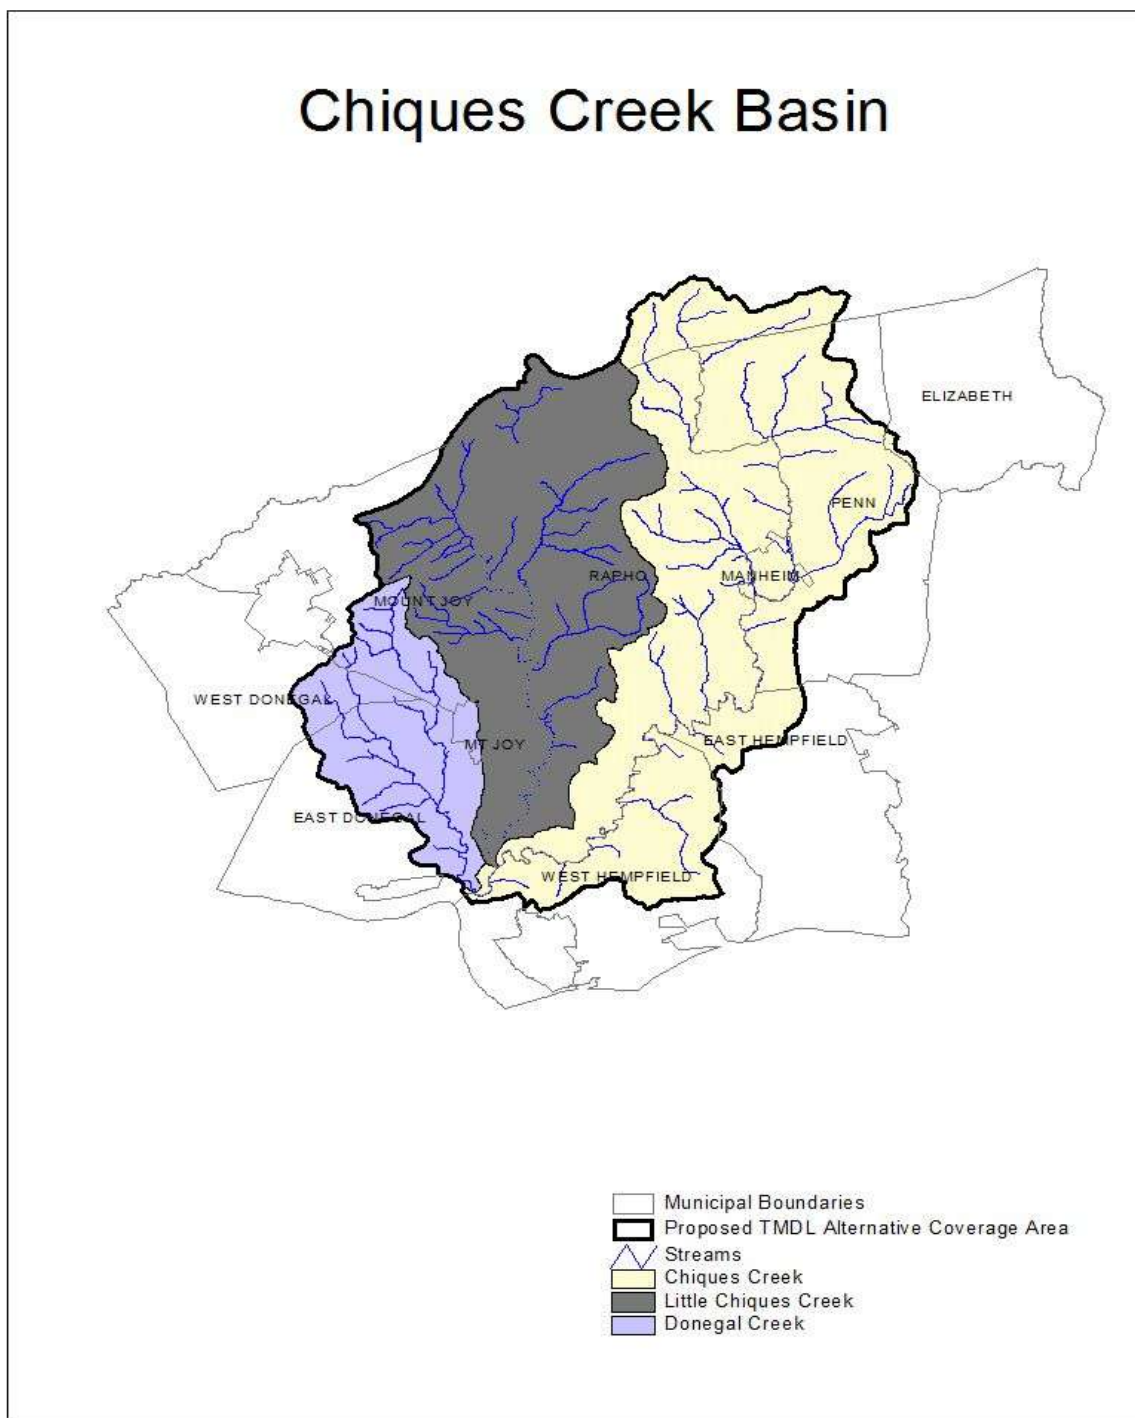 Chiques Creek Basin
ELIZABETH
PENN
RAPHO
MANHEIM
MOUNT JOY
WEST DONEGAL
MT JOY
EAST HEMPFIELD
EAST DONEGAL
WEST HEMPFIELD
Municipal Boundaries
Proposed TMDL Alternative Coverage Area
Streams
Chiques Creek
Little Chiques Creek
Donegal Creek